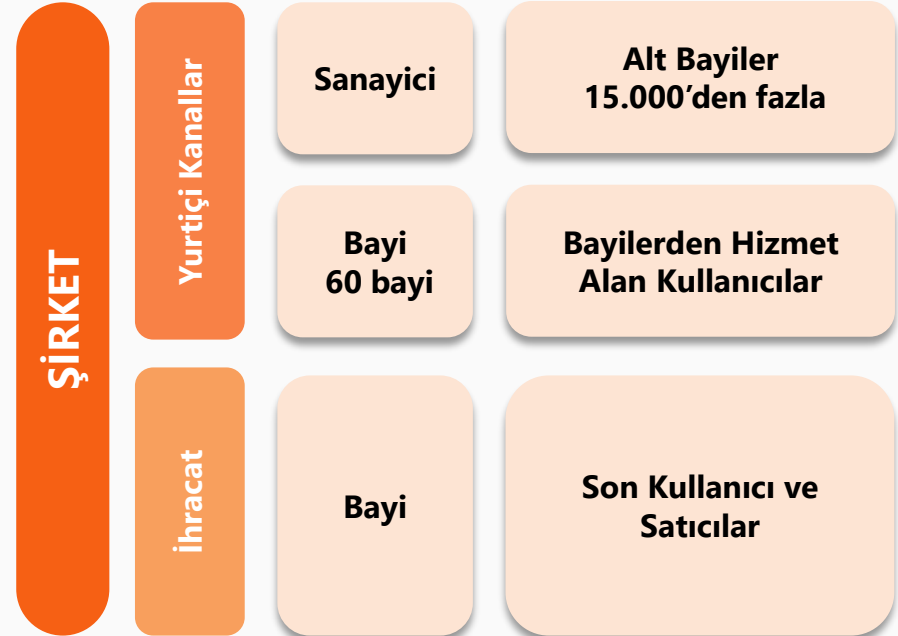 ŞİRKET
Yurtiçi Kanallar
Sanayici
Alt Bayiler
15.000’den fazla
Bayi
60 bayi
Bayilerden Hizmet
Alan Kullanıcılar
İhracat
Bayi
Son Kullanıcı ve
Satıcılar